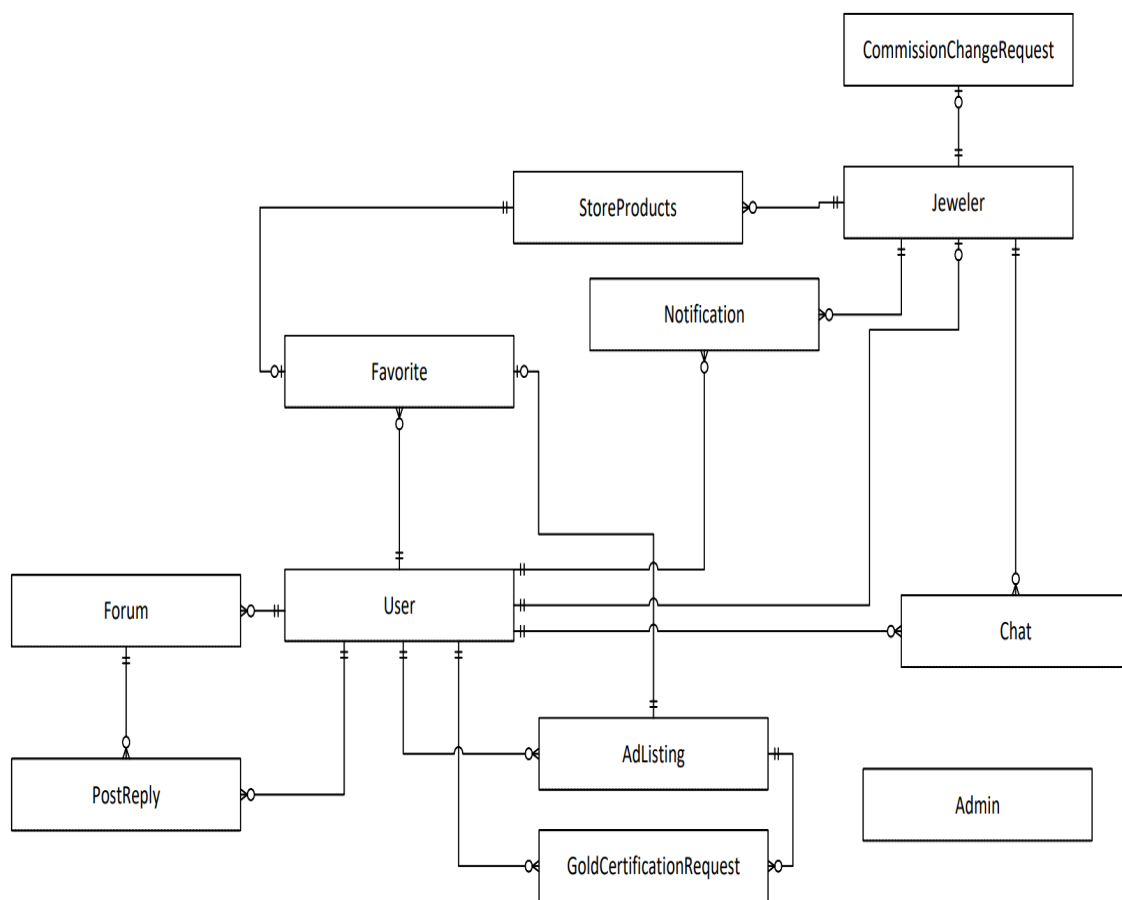 CommissionChangeRequest
StoreProducts
Jeweler
Notification
Favorite
Forum
User
Chat
PostReply
AdListing
Admin
GoldCertificationRequest